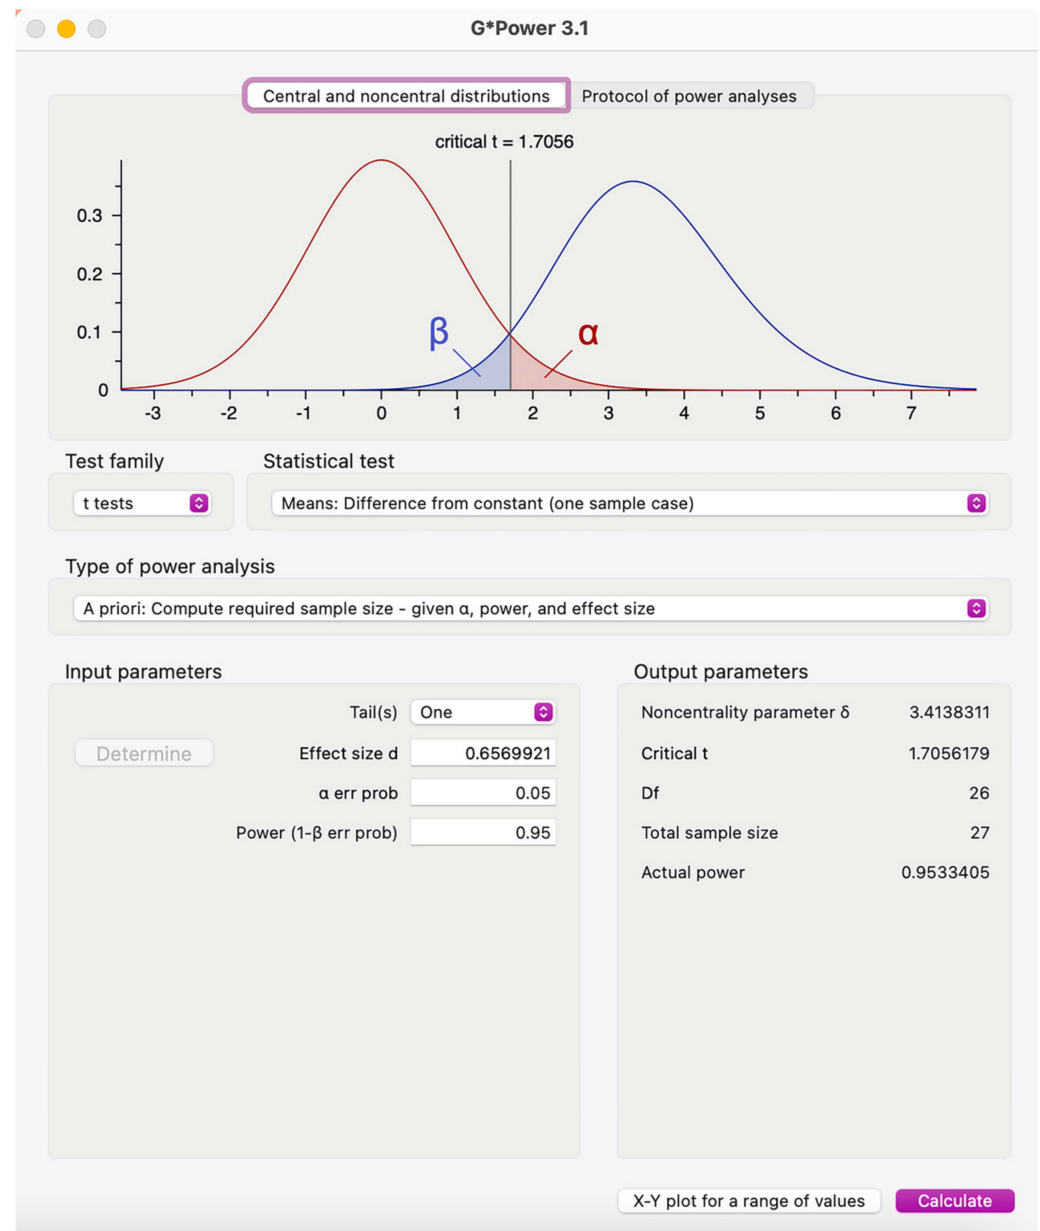 G*Power 3.1
Central and noncentral distributions Protocol of power analyses
critical t = 1.7056
0.3
0.2
0.1
0
β
α
-3 -2 -1 0 1 2 3 4 5 6 7
Test family Statistical test
t tests Means: Difference from constant (one sample case)
Type of power analysis
A priori: Compute required sample size - given α, power, and effect size
Input parameters
Tail(s) One
Determine Effect size d 0.6569921
α err prob 0.05
Power (1-β err prob) 0.95
Output parameters
Noncentrality parameter δ 3.4138311
Critical t 1.7056179
Df 26
Total sample size 27
Actual power 0.9533405
X-Y plot for a range of values Calculate